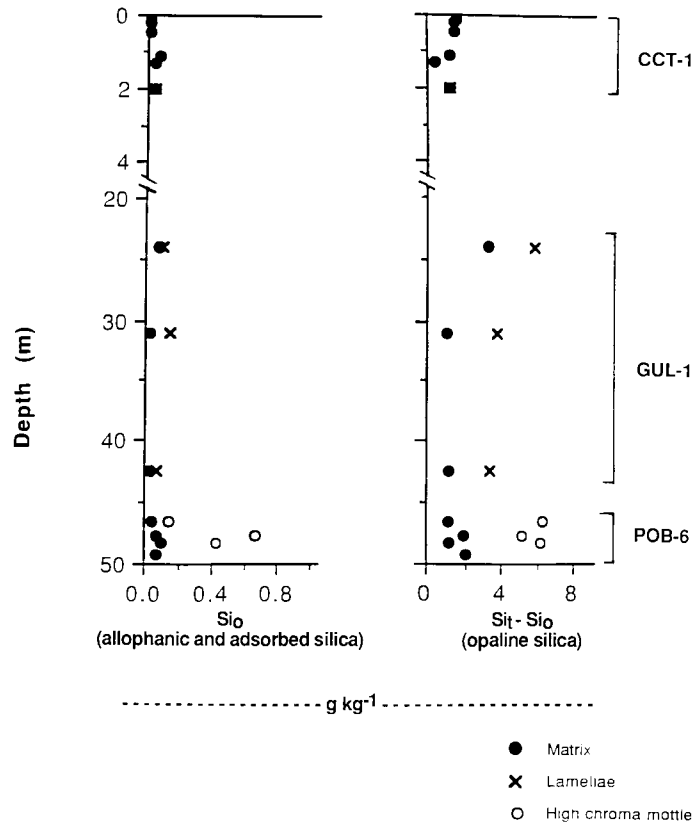 0
2
4
20
30
40
50
Depth (m)
0.0 0.4 0.8
Sio
(allophanic and adsorbed silica)
0 4 8
Sit - Sio
(opaline silica)
CCT-1
GUL-1
POB-6
g kg-1
Matrix
Lameliae
High chroma mottle